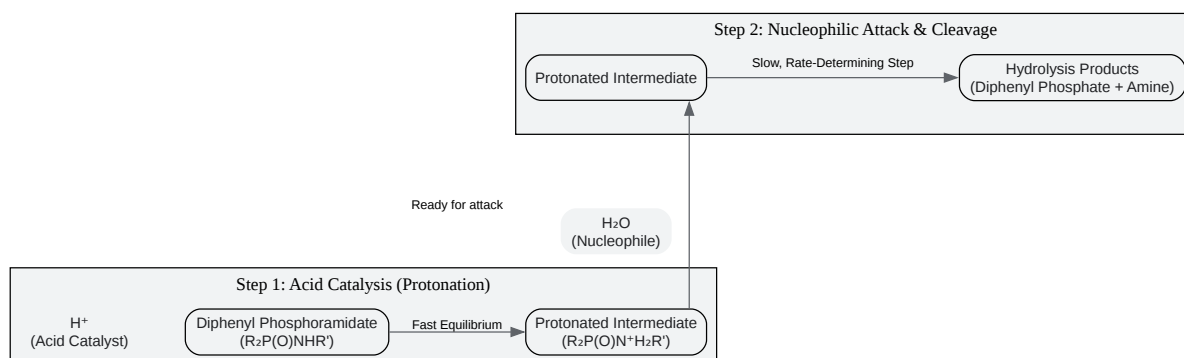 Step 2: Nucleophilic Attack & Cleavage
Protonated Intermediate
Slow, Rate-Determining Step
Hydrolysis Products
(Diphenyl Phosphate + Amine)
Ready for attack
H₂O
(Nucleophile)
Step 1: Acid Catalysis (Protonation)
H⁺
(Acid Catalyst)
Diphenyl Phosphoramidate
(R₂P(O)NHR')
Fast Equilibrium
Protonated Intermediate
(R₂P(O)N⁺H₂R')